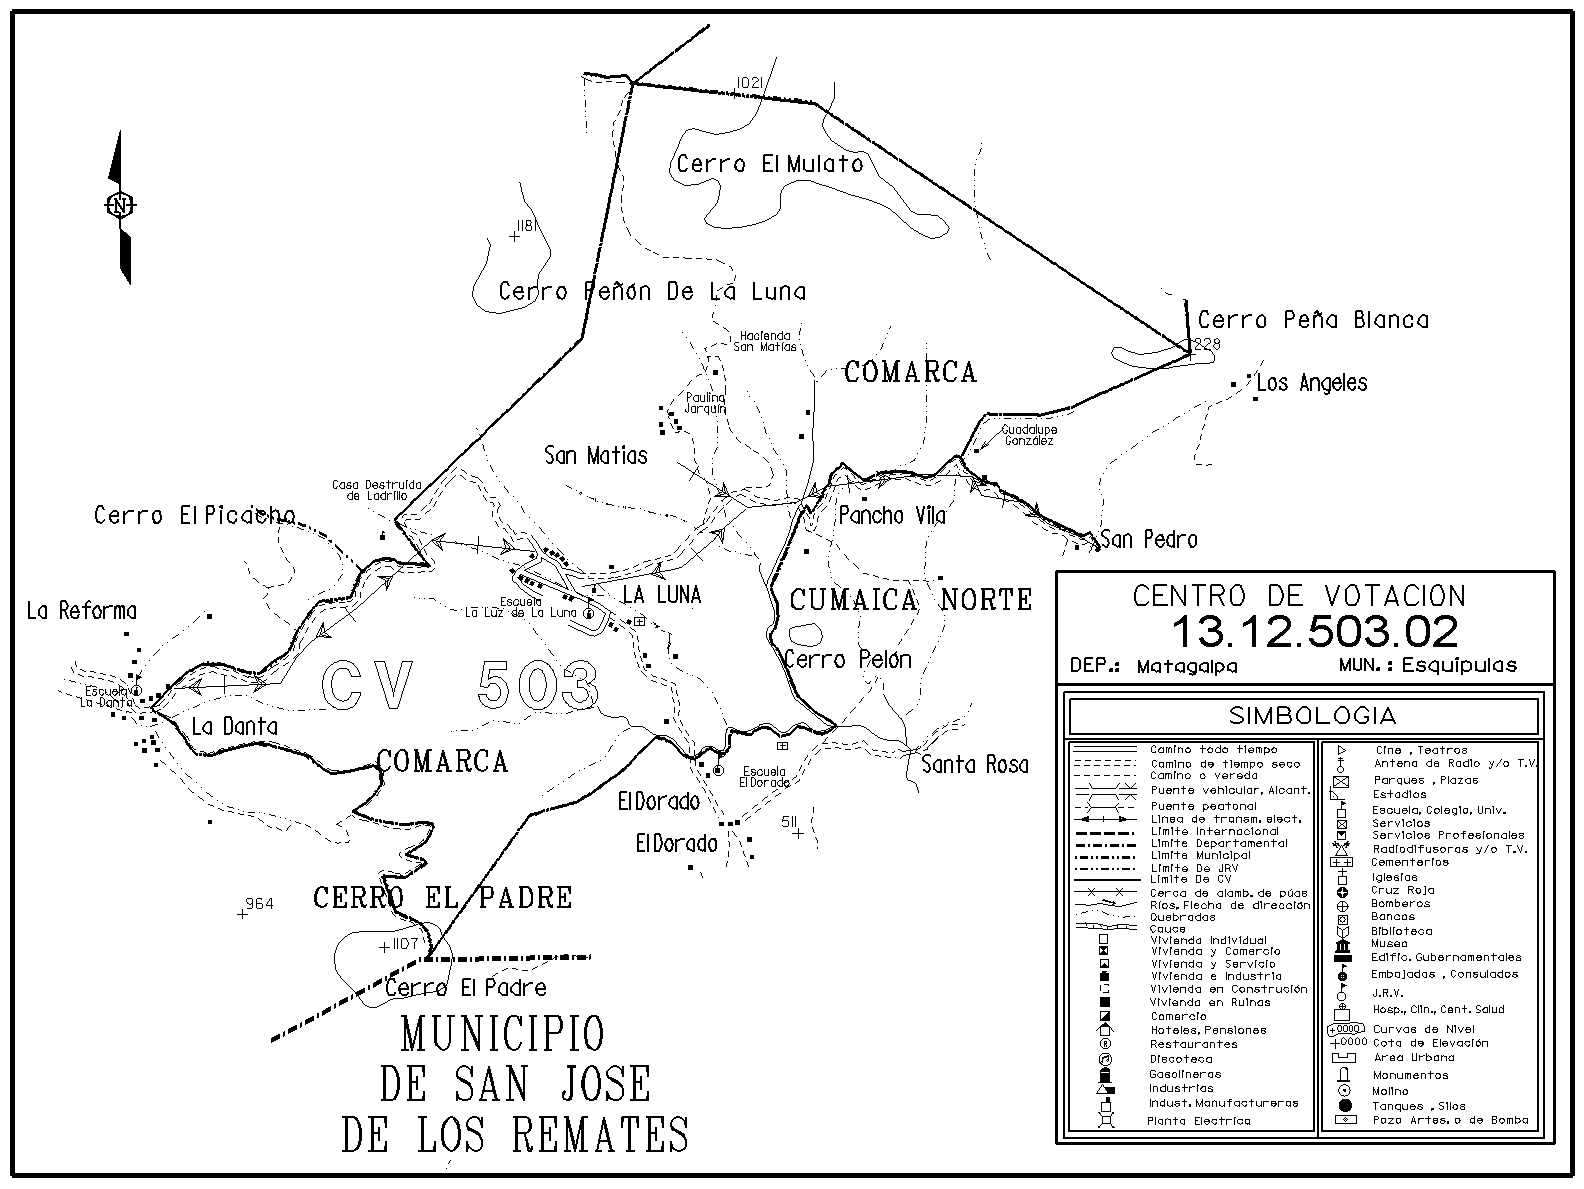 1021
Cerro El Mulato
N
1181
Cerro Peñón De La Luna
Cerro Peña Blanca
228
Hacienda
San Matías
COMARCA
Los Angeles
Paulino
Jarquín
Guadalupe
González
San Matias
Casa Destruida
de Ladrillo
Cerro El Picacho
Pancho Vila
San Pedro
La Reforma
Escuela
La Luz de La Luna
LA LUNA
CUMAICA NORTE
Cerro Pelón
CV 503
Escuela
La Danta
La Danta
COMARCA
Santa Rosa
Escuela
El Dorado
El Dorado
511
El Dorado
CERRO EL PADRE
964
1107
Cerro El Padre
MUNICIPIO
DE SAN JOSE
DE LOS REMATES
CENTRO DE VOTACION
13.12.503.02
DEP.: Matagalpa MUN.: Esquipulas
SIMBOLOGIA
Camino todo tiempo
Camino de tiempo seco
Camino o vereda
Puente vehicular, Alcant.
Puente peatonal
Linea de transm. elect.
Limite Internacional
Limite Departamental
Limite Municipal
Limite De JRV
Limite De CV
Cerca de alamb. de púas
Ríos, Flecha de dirección
Quebradas
Cauce
Vivienda Individual
Vivienda y Comercio
Vivienda y Servicio
Vivienda e Industria
Vivienda en Construción
Vivienda en Ruinas
Comercio
Hoteles, Pensiones
Restaurantes
Discoteca
Gasolineras
Industrias
Indust. Manufactureras
Planta Electrica
Cine, Teatros
Antena de Radio y/o T.V.
Parques, Plazas
Estadios
Escuela, Colegio, Univ.
Servicios
Servicios Profesionales
Radiodifusoras y/o T.V.
Cementerios
Iglesias
Cruz Roja
Bomberos
Bancos
Biblioteca
Museo
Edific. Gubernamentales
Embajadas, Consulados
J.R.V.
Hosp., Clin., Cent. Salud
0000 Curvas de Nivel
+0000 Cota de Elevación
Area Urbana
Monumentos
Molino
Tanques, Silos
Pozo Artes. o de Bomba